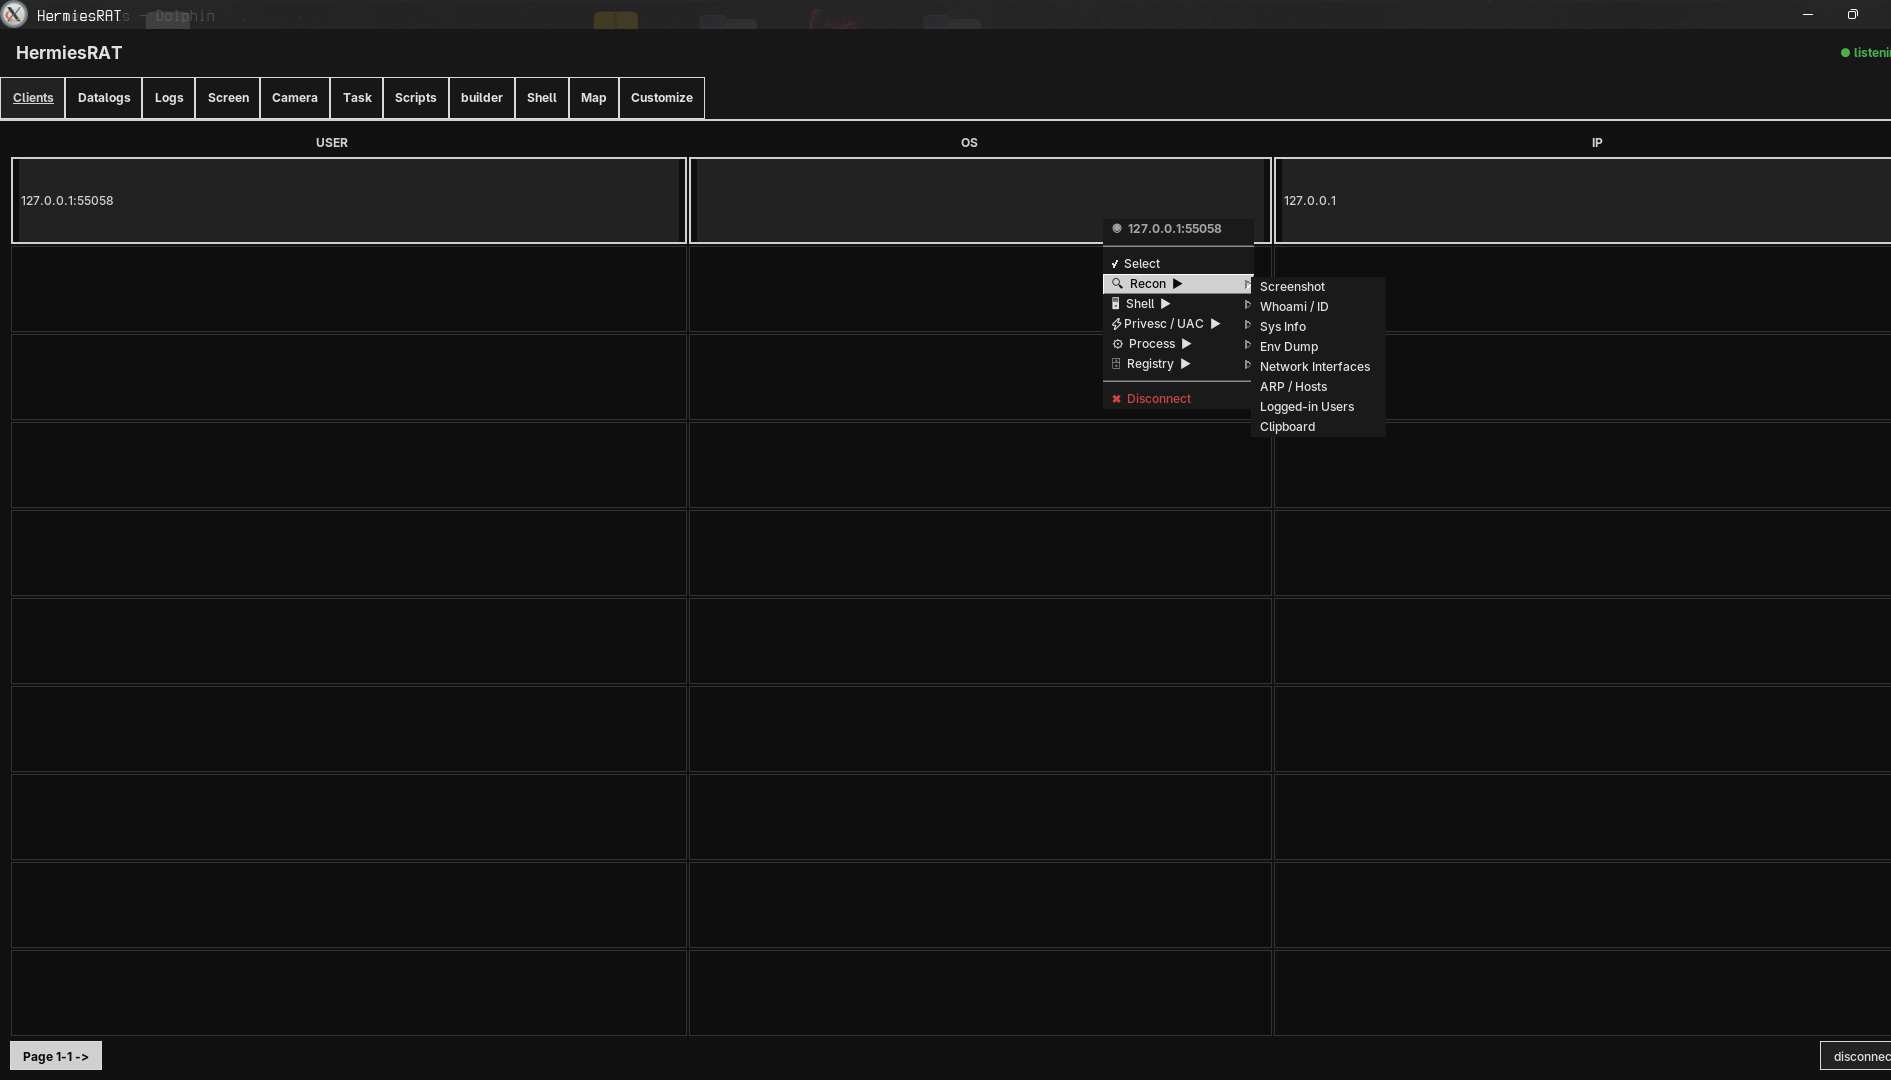 HermiesRAT
HermiesRAT
listenin
Clients Datalogs Logs Screen Camera Task Scripts builder Shell Map Customize
USER OS IP
127.0.0.1:55058 127.0.0.1
127.0.0.1:55058
Select
Recon
Shell
Privesc / UAC
Process
Registry
Disconnect
Screenshot
Whoami / ID
Sys Info
Env Dump
Network Interfaces
ARP / Hosts
Logged-in Users
Clipboard
Page 1-1 ->
disconnec